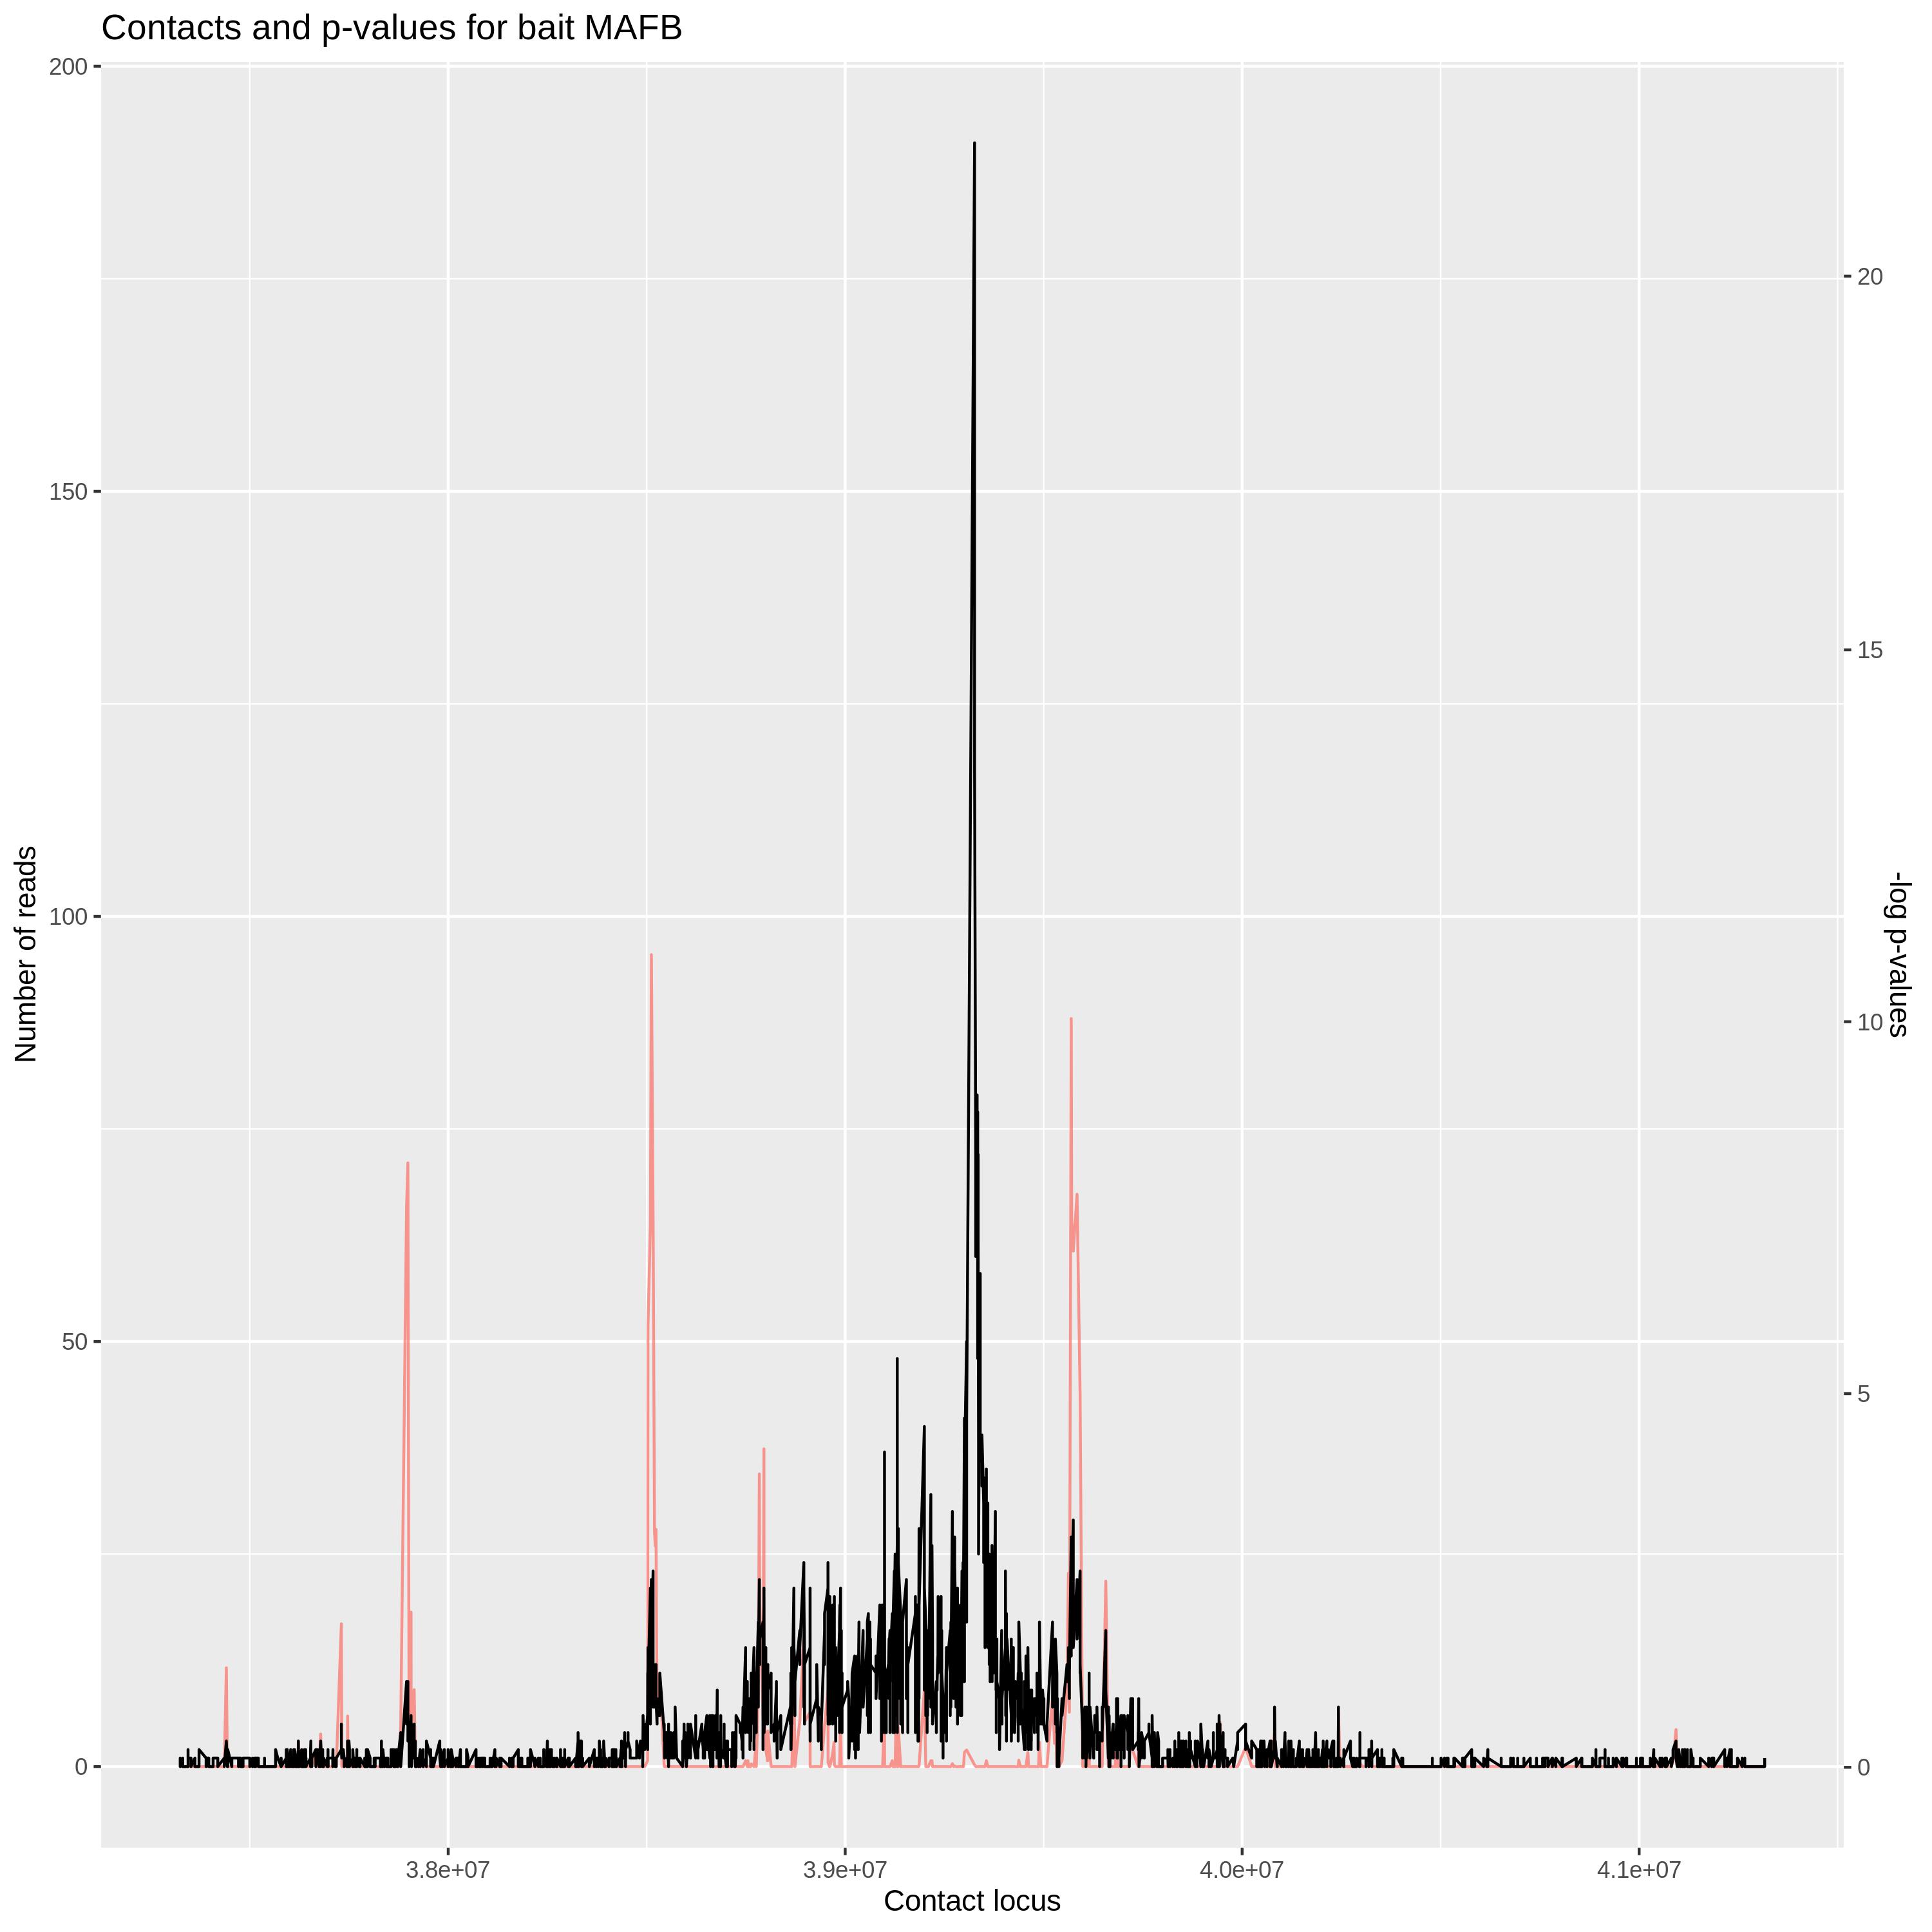 Contacts and p-values for bait MAFB
200
150
100
50
0
Number of reads
20
15
10
5
0
-log p-values
3.8e+07
3.9e+07
4.0e+07
4.1e+07
Contact locus